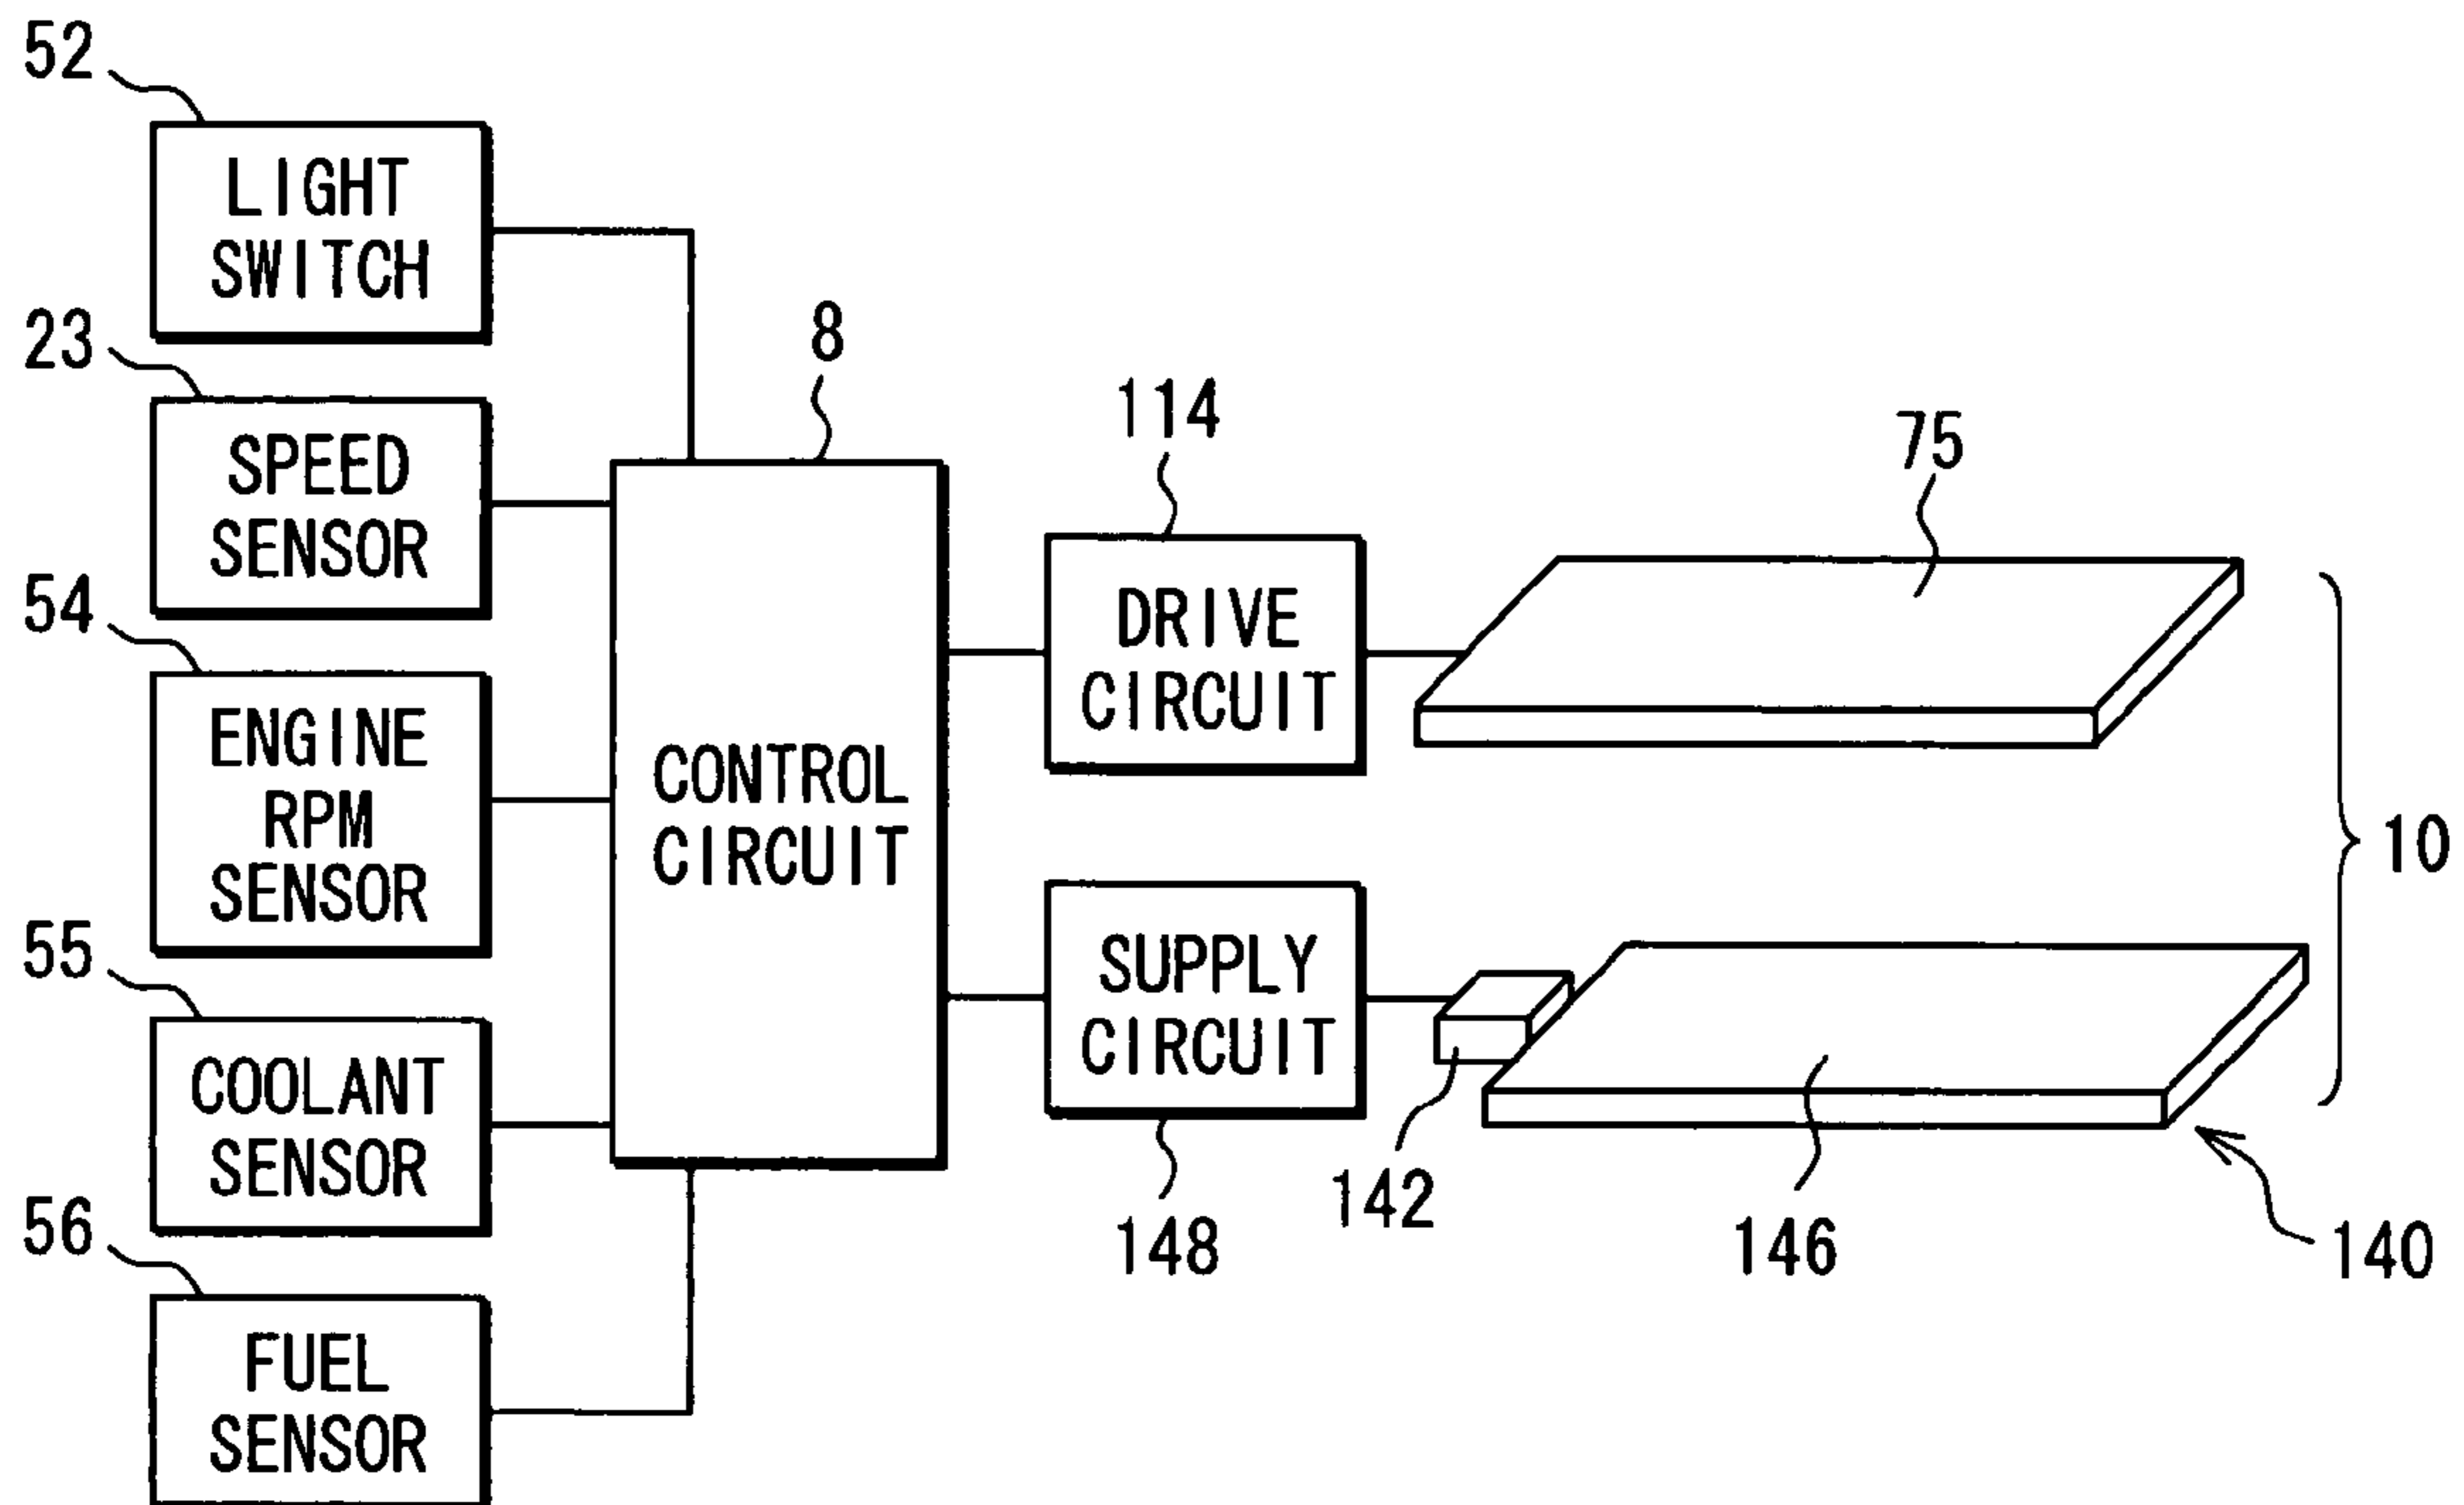 52
LIGHT
SWITCH
23
SPEED
SENSOR
54
ENGINE
RPM
SENSOR
55
COOLANT
SENSOR
56
FUEL
SENSOR
8
CONTROL
CIRCUIT
114
DRIVE
CIRCUIT
75
10
SUPPLY
CIRCUIT
148
142
146
140